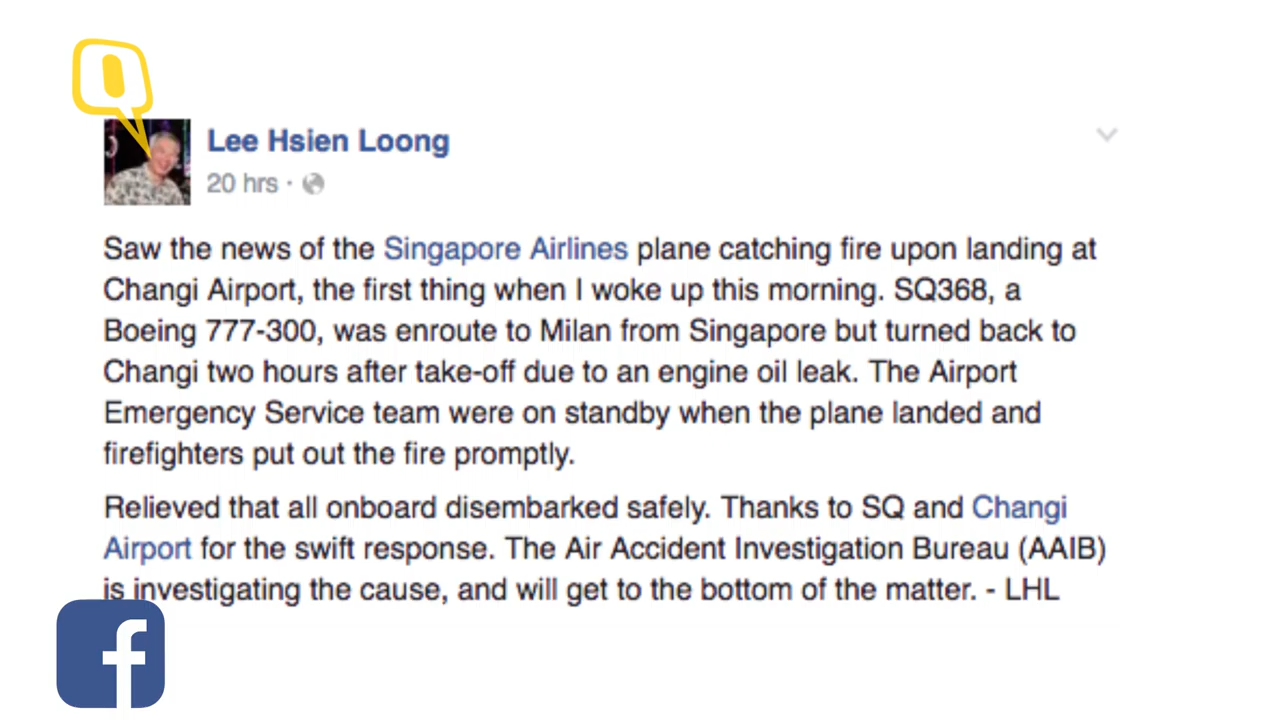 Lee Hsien Loong
20 hrs ·
Saw the news of the Singapore Airlines plane catching fire upon landing at
Changi Airport, the first thing when I woke up this morning. SQ368, a
Boeing 777-300, was enroute to Milan from Singapore but turned back to
Changi two hours after take-off due to an engine oil leak. The Airport
Emergency Service team were on standby when the plane landed and
firefighters put out the fire promptly.
Relieved that all onboard disembarked safely. Thanks to SQ and Changi
Airport for the swift response. The Air Accident Investigation Bureau (AAIB)
is investigating the cause, and will get to the bottom of the matter. - LHL
f